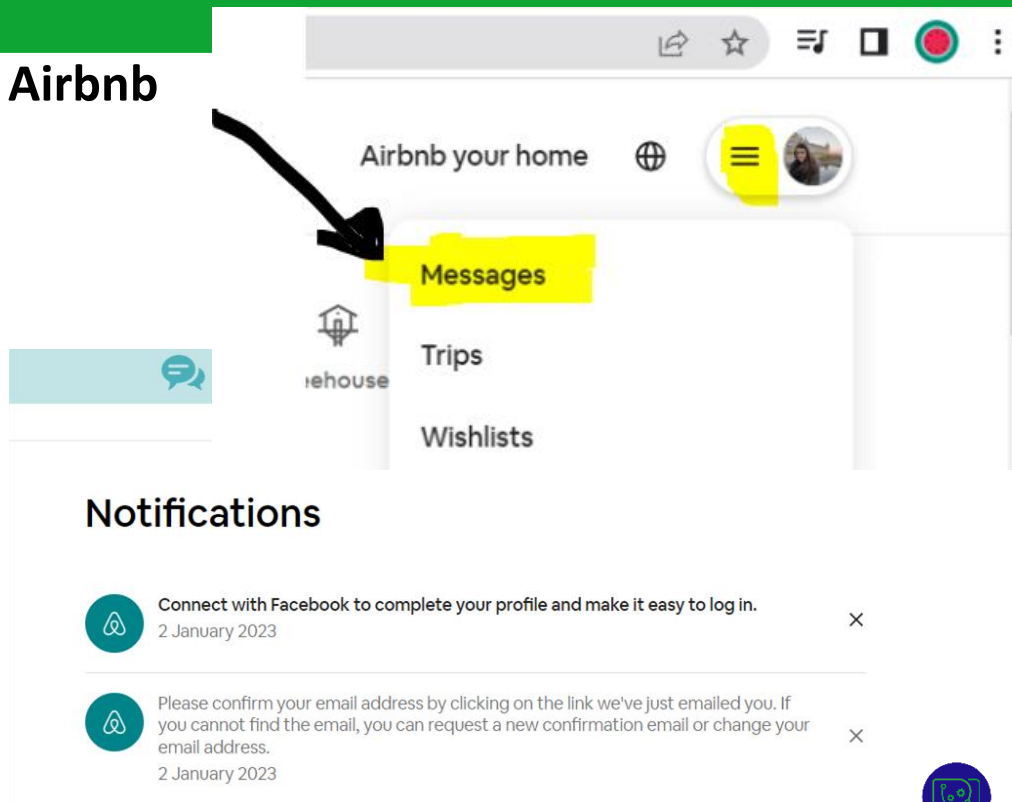 Airbnb
Airbnb your home
Messages
Trips
eehouse
Wishlists
Notifications
Connect with Facebook to complete your profile and make it easy to log in.
2 January 2023
Please confirm your email address by clicking on the link we've just emailed you. If
you cannot find the email, you can request a new confirmation email or change your
email address.
2 January 2023